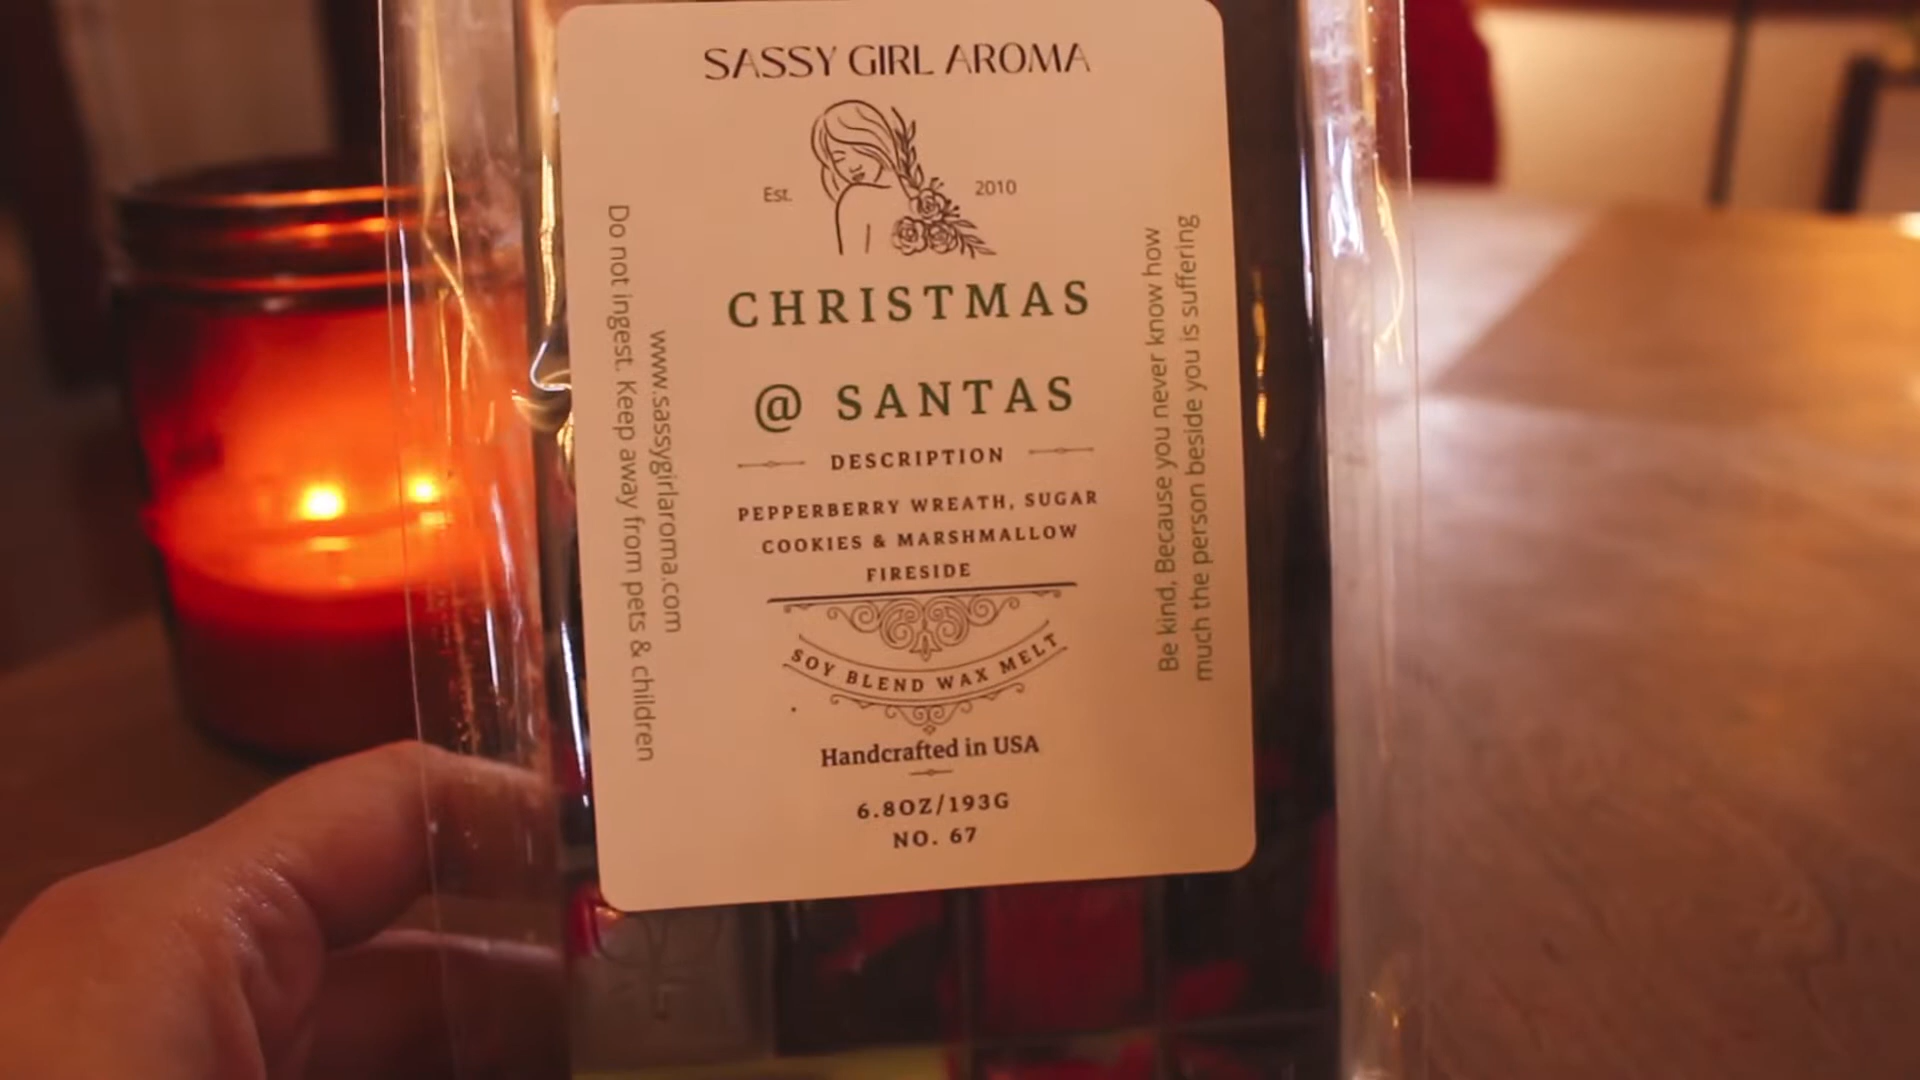 SASSY GIRL AROMA
Est. 2010
CHRISTMAS
@ SANTAS
DESCRIPTION
PEPPERBERRY WREATH, SUGAR
COOKIES & MARSHMALLOW
FIRESIDE
SOY BLEND WAX MELT
Handcrafted in USA
6.8OZ/193G
NO. 67
www.sassygirlaroma.com
Do not ingest. Keep away from pets & children
Be kind, Because you never know how
much the person beside you is suffering